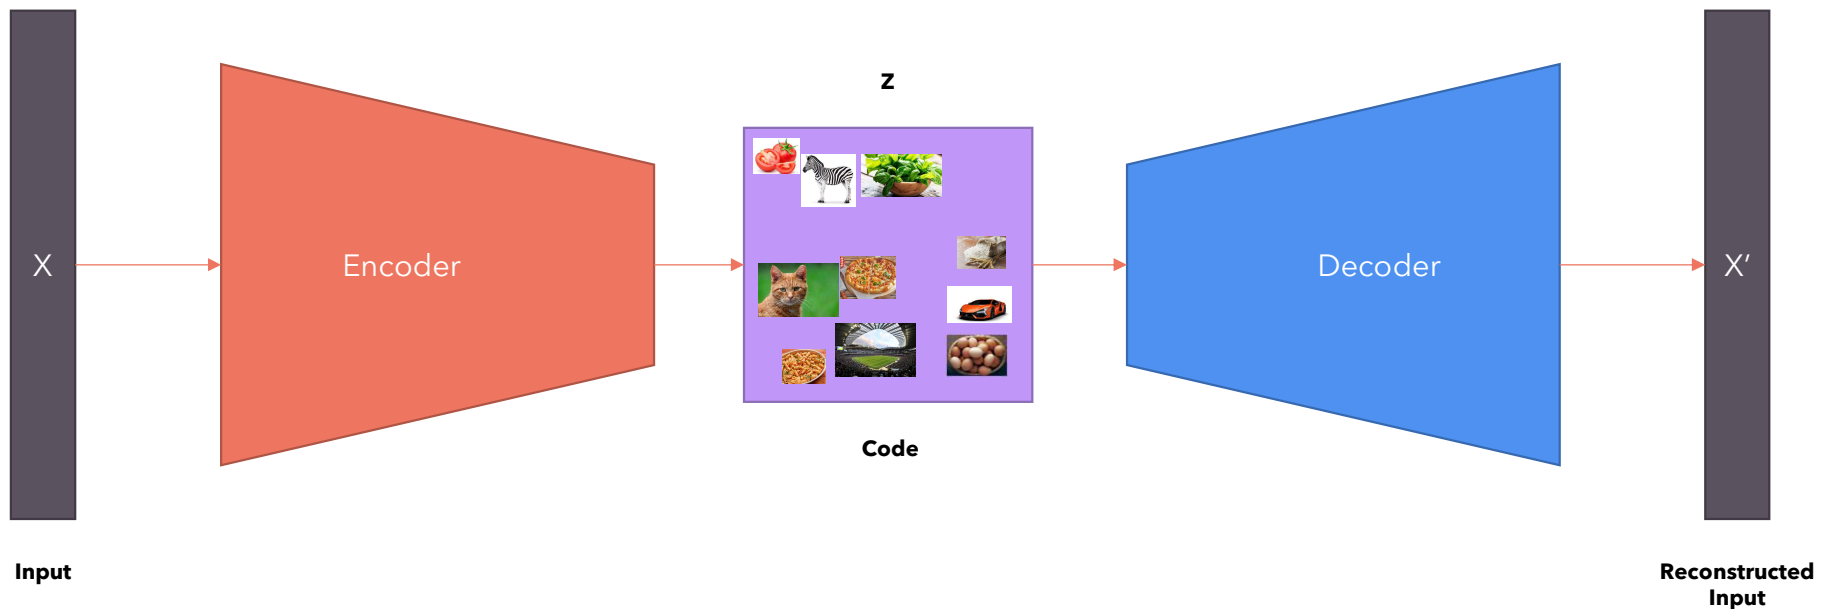 Z
X
Encoder
Decoder
X’
Code
Input
Reconstructed
Input